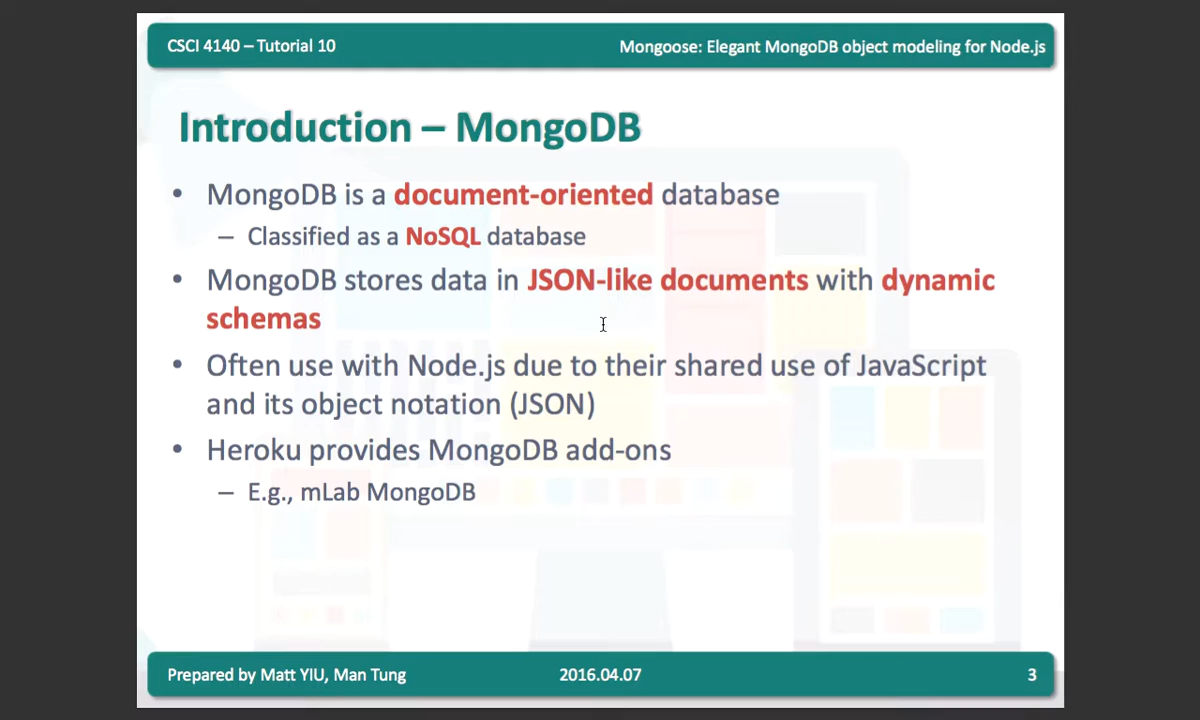 CSCI 4140 – Tutorial 10
Mongoose: Elegant MongoDB object modeling for Node.js
Introduction – MongoDB
• MongoDB is a document-oriented database
– Classified as a NoSQL database
• MongoDB stores data in JSON-like documents with dynamic
schemas
• Often use with Node.js due to their shared use of JavaScript
and its object notation (JSON)
• Heroku provides MongoDB add-ons
– E.g., mLab MongoDB
Prepared by Matt YIU, Man Tung
2016.04.07
3